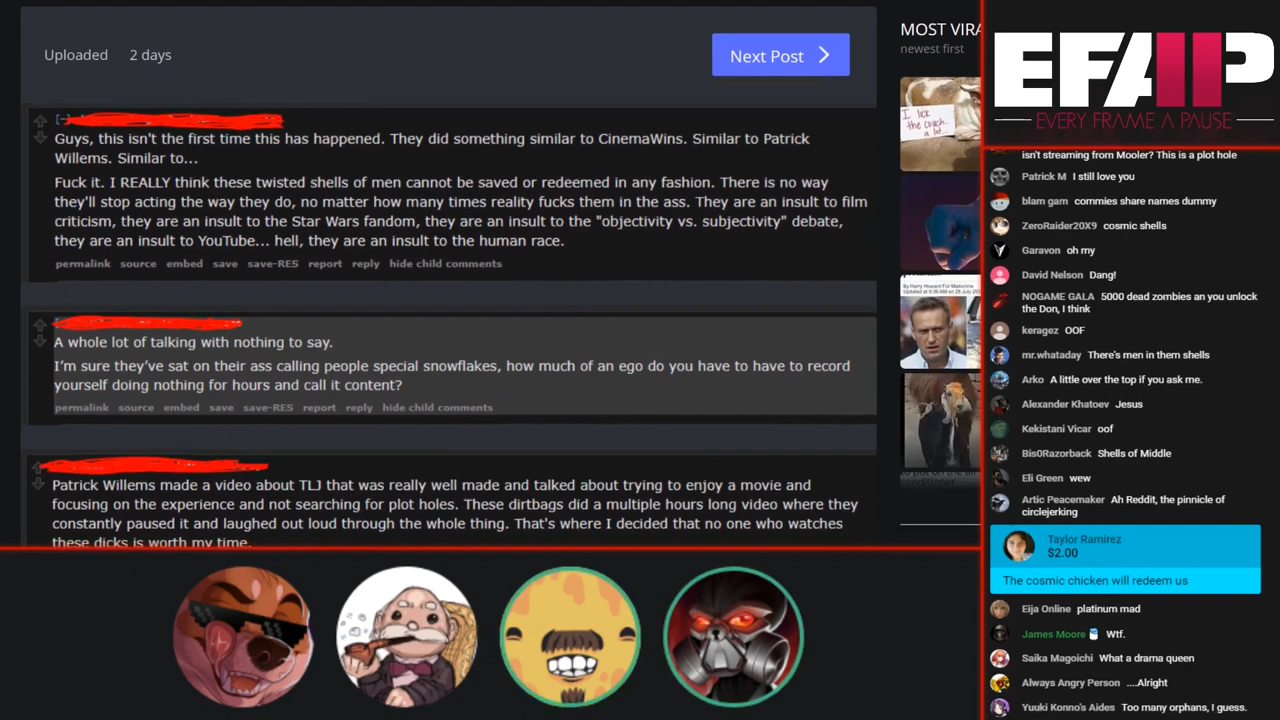 Uploaded 2 days
Next Post
Guys, this isn't the first time this has happened. They did something similar to CinemaWins. Similar to Patrick
Willems. Similar to...
Fuck it. I REALLY think these twisted shells of men cannot be saved or redeemed in any fashion. There is no way
they'll stop acting the way they do, no matter how many times reality fucks them in the ass. They are an insult to film
criticism, they are an insult to the Star Wars fandom, they are an insult to the "objectivity vs. subjectivity" debate,
they are an insult to YouTube... hell, they are an insult to the human race.
permalink source embed save save-RES report reply hide child comments
A whole lot of talking with nothing to say.
I'm sure they've sat on their ass calling people special snowflakes, how much of an ego do you have to have to record
yourself doing nothing for hours and call it content?
permalink source embed save save-RES report reply hide child comments
Patrick Willems made a video about TLJ that was really well made and talked about trying to enjoy a movie and
focusing on the experience and not searching for plot holes. These dirtbags did a multiple hours long video where they
constantly paused it and laughed out loud through the whole thing. That's where I decided that no one who watches
these dicks is worth my time.
MOST VIRA
newest first
I lick
the couch
a lot..
By Harry Howard For Mailonline
EFAP
EVERY FRAME A PAUSE
isn't streaming from Mooler? This is a plot hole
Patrick M I still love you
blam gam commies share names dummy
ZeroRaider20X9 cosmic shells
Garavon oh my
David Nelson Dang!
NOGAME GALA 5000 dead zombies an you unlock
the Don, I think
keragez OOF
mr.whataday There's men in them shells
Arko A little over the top if you ask me.
Alexander Khatoev Jesus
Kekistani Vicar oof
Bis0Razorback Shells of Middle
Eli Green wew
Artic Peacemaker Ah Reddit, the pinnicle of
circlejerking
Taylor Ramirez
$2.00
The cosmic chicken will redeem us
Eija Online platinum mad
James Moore Wtf.
Saika Magoichi What a drama queen
Always Angry Person ....Alright
Yuuki Konno's Aides Too many orphans, I guess.